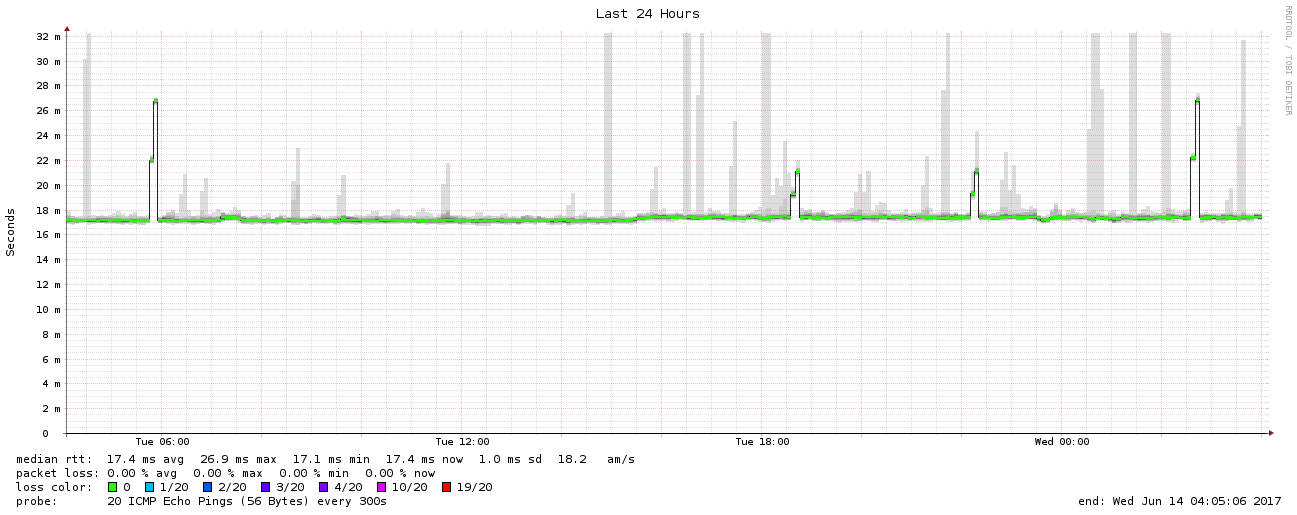 Last 24 Hours
RRDTOOL / TOBI OETIKER
Seconds
32 m
30 m
28 m
26 m
24 m
22 m
20 m
18 m
16 m
14 m
12 m
10 m
8 m
6 m
4 m
2 m
0
Tue 06:00 Tue 12:00 Tue 18:00 Wed 00:00
median rtt: 17.4 ms avg 26.9 ms max 17.1 ms min 17.4 ms now 1.0 ms sd 18.2 am/s
packet loss: 0.00 % avg 0.00 % max 0.00 % min 0.00 % now
loss color: 0 1/20 2/20 3/20 4/20 10/20 19/20
probe: 20 ICMP Echo Pings (56 Bytes) every 300s end: Wed Jun 14 04:05:06 2017